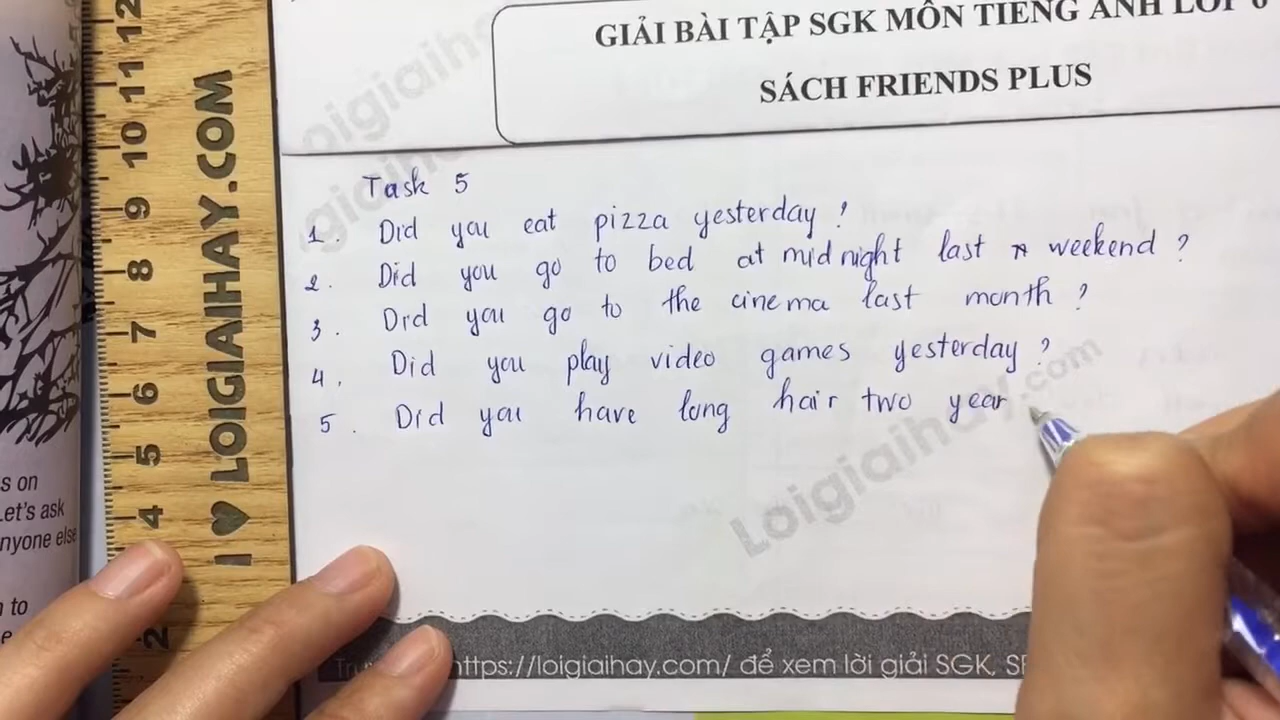 GIẢI BÀI TẬP SGK MÔN TIẾNG ANH LỚP 6
SÁCH FRIENDS PLUS
Task 5
1. Did you eat pizza yesterday?
2. Did you go to bed at midnight last weekend?
3. Did you go to the cinema last month?
4. Did you play video games yesterday?
5. Did you have long hair two year
I ♥ LOIGIAIHAY.COM
12
11
10
9
8
7
6
5
4
2
s on
Let's ask
nyone else
to
Loigiaihay.com
https://loigiaihay.com/ để xem lời giải SGK,